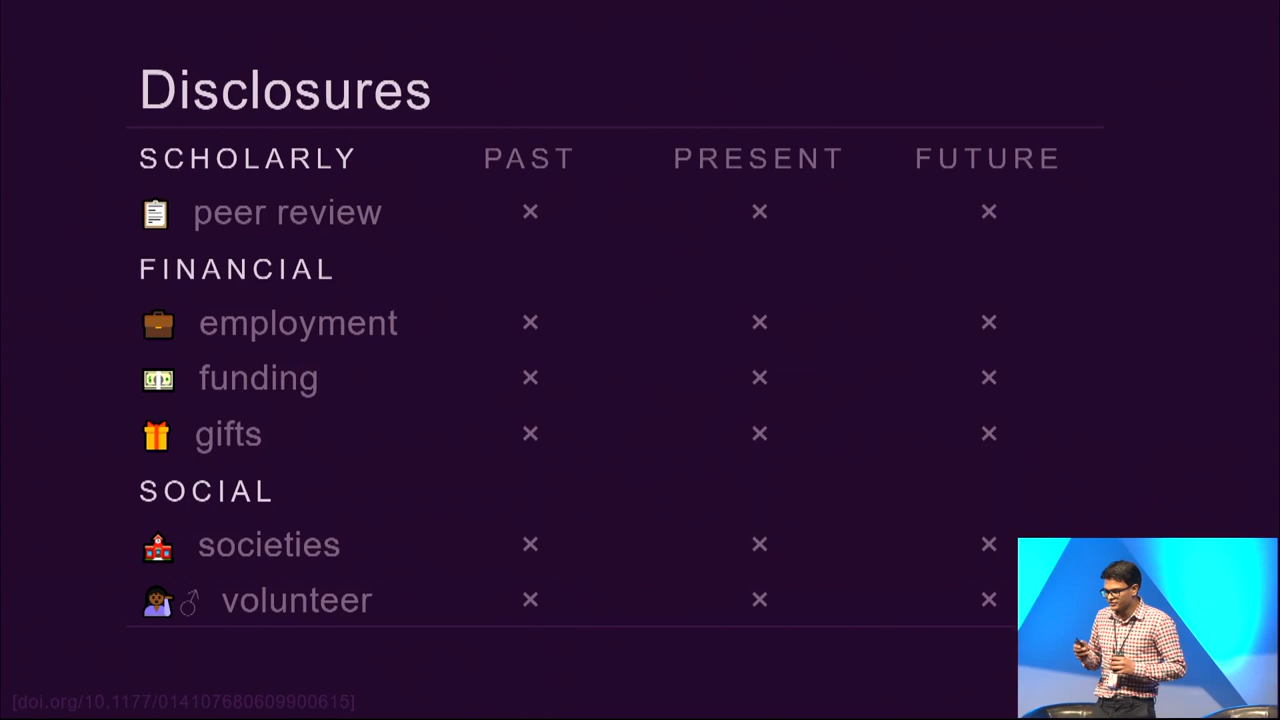 Disclosures
SCHOLARLY PAST PRESENT FUTURE
peer review × × ×
FINANCIAL
employment × × ×
funding × × ×
gifts × × ×
SOCIAL
societies × × ×
♂ volunteer × × ×
[doi.org/10.1177/014107680609900615]